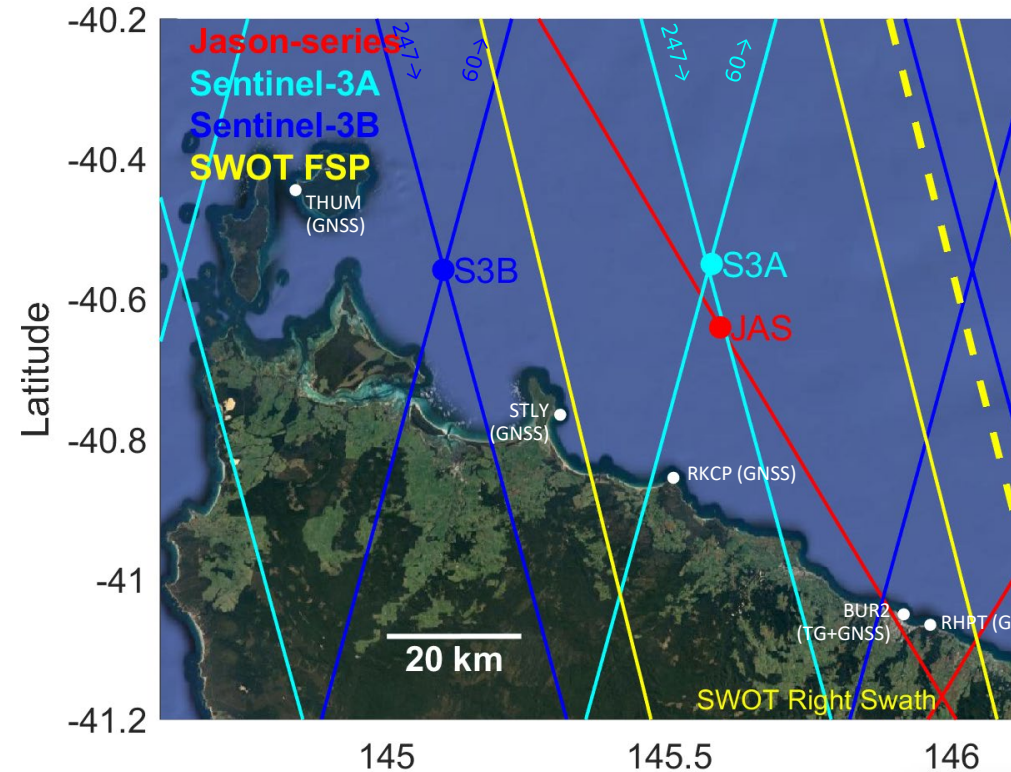 -40.2
Jason-series
247->
60->
247->
60->
Sentinel-3A
Sentinel-3B
-40.4
SWOT FSP
THUM
(GNSS)
S3B
S3A
-40.6
JAS
Latitude
STLY
(GNSS)
-40.8
RKCP (GNSS)
-41
BUR2
(TG+GNSS)
RHPT (G
20 km
SWOT Right Swath
-41.2
145
145.5
146